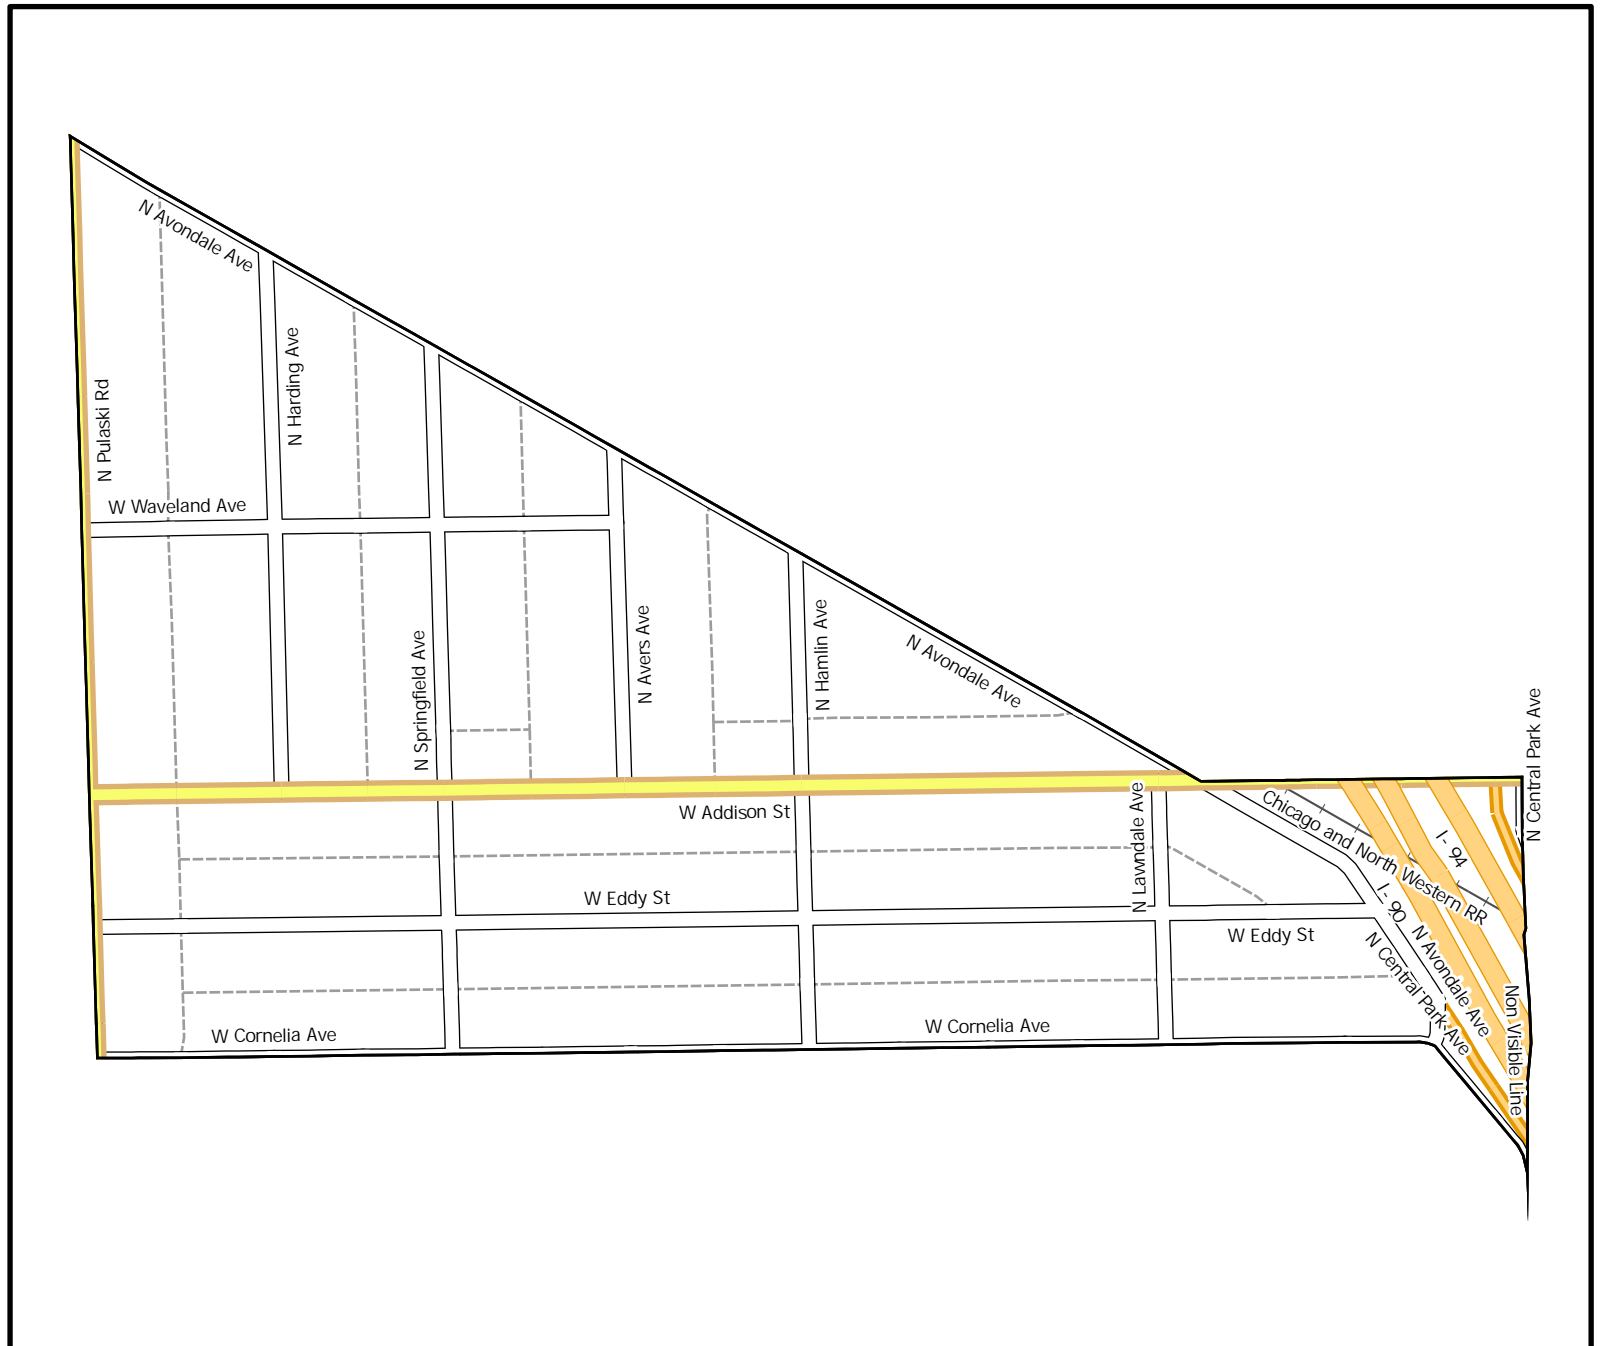 N Avondale Ave
N Harding Ave
N Pulaski Rd
W Waveland Ave
N Springfield Ave
N Avers Ave
N Hamlin Ave
N Avondale Ave
N Central Park Ave
W Addison St
N Lawndale Ave
Chicago and North Western RR
I- 94
W Eddy St
I- 90
W Eddy St
N Avondale Ave
N Central Park Ave
Non Visible Line
W Cornelia Ave
W Cornelia Ave